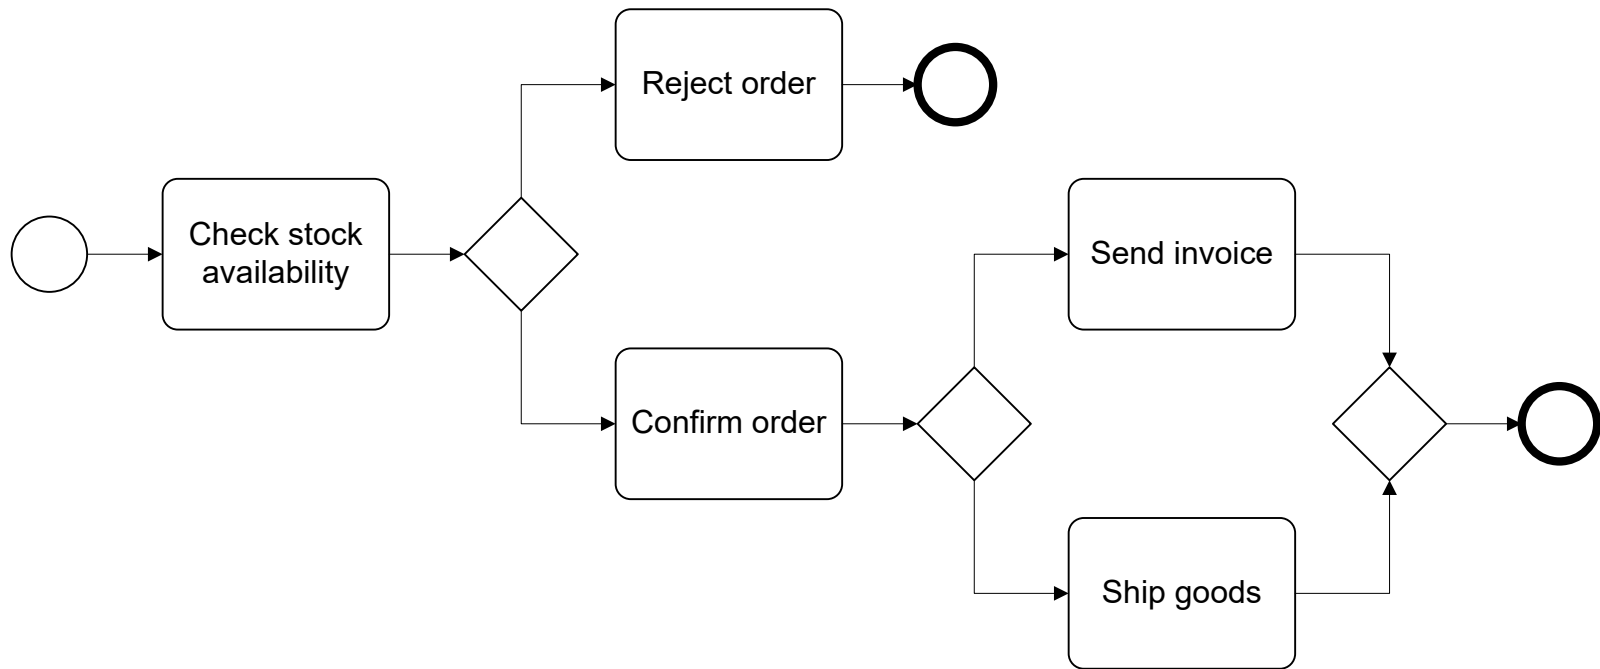 Reject order
Check stock
availability
Send invoice
Confirm order
Ship goods